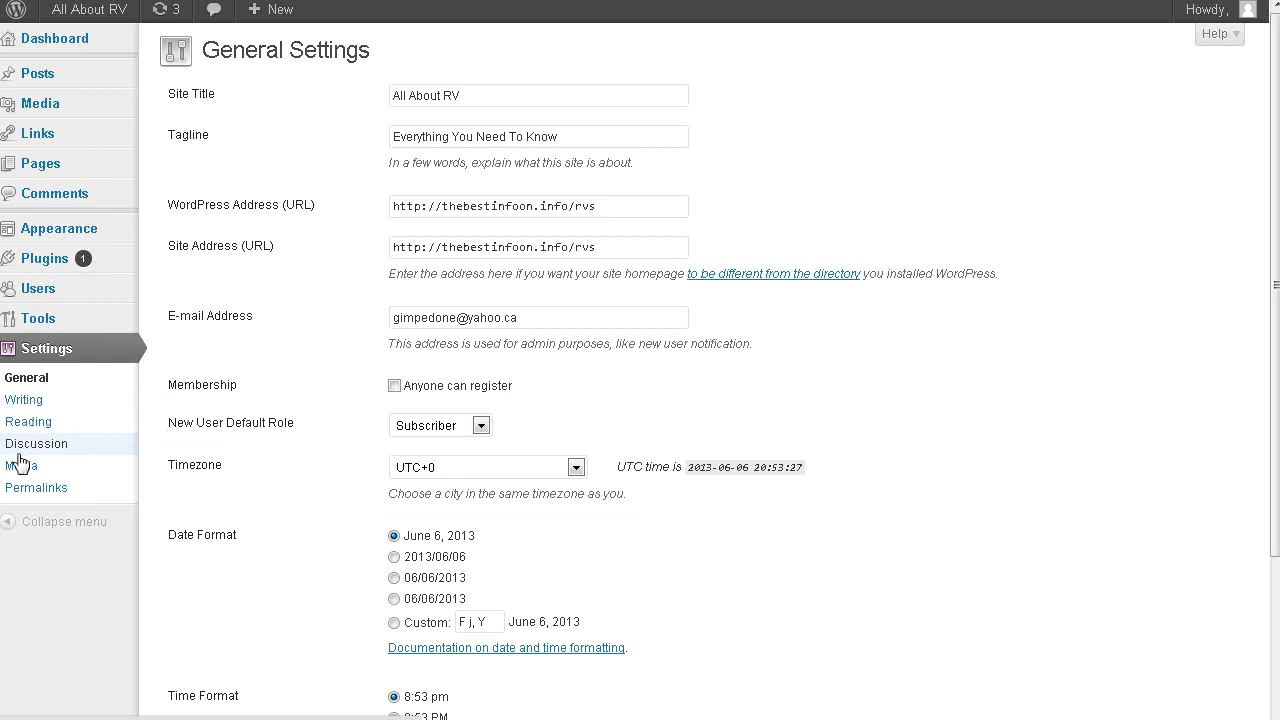 All About RV 3 New Howdy,
Help
Dashboard
Posts
Media
Links
Pages
Comments
Appearance
Plugins 1
Users
Tools
Settings
General
Writing
Reading
Discussion
Permalinks
Collapse menu
General Settings
Site Title All About RV
Tagline Everything You Need To Know
In a few words, explain what this site is about.
WordPress Address (URL) http://thebestinfoon.info/rvs
Site Address (URL) http://thebestinfoon.info/rvs
Enter the address here if you want your site homepage to be different from the directory you installed WordPress.
E-mail Address gimpedone@yahoo.ca
This address is used for admin purposes, like new user notification.
Membership Anyone can register
New User Default Role Subscriber
Timezone UTC+0 UTC time is 2013-06-06 20:53:27
Choose a city in the same timezone as you.
Date Format June 6, 2013
2013/06/06
06/06/2013
06/06/2013
Custom: F j, Y June 6, 2013
Documentation on date and time formatting.
Time Format 8:53 pm
8:53 PM